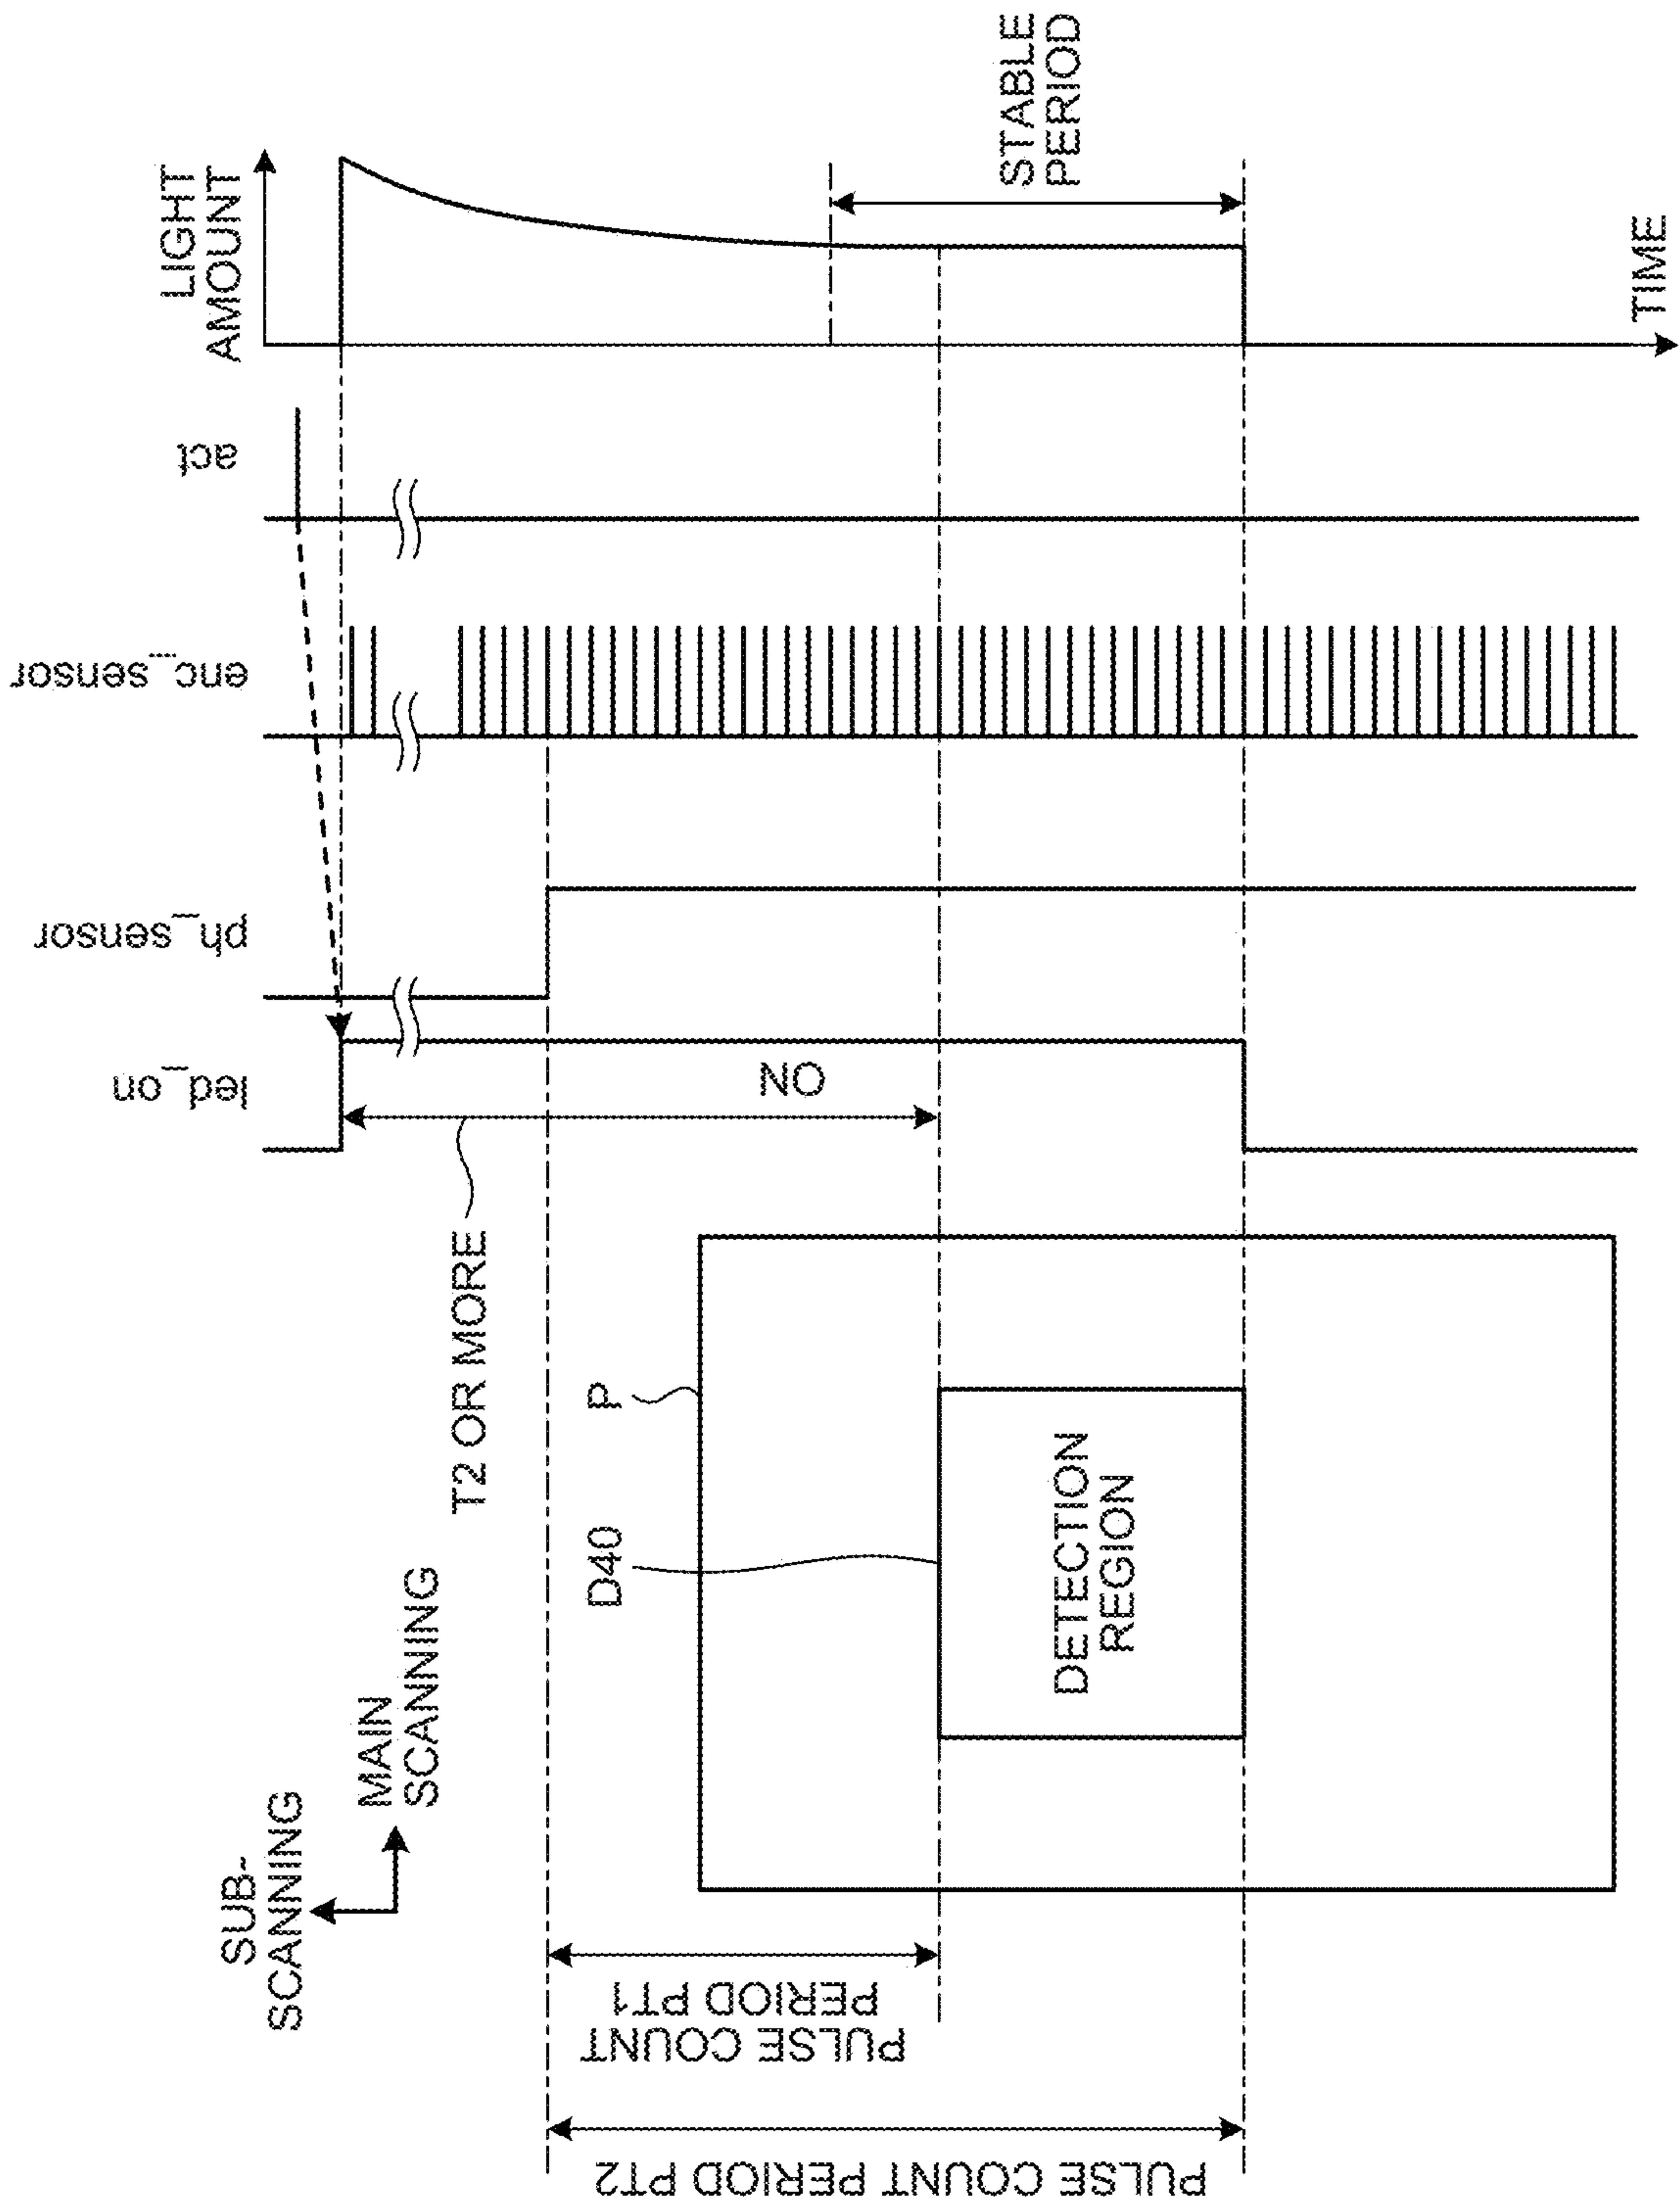 SUB-
SCANNING
MAIN
SCANNING
PULSE COUNT PERIOD PT2
PULSE COUNT
PERIOD PT1
D40
P
DETECTION
REGION
T2 OR MORE
led_on
ON
ph_sensor
enc_sensor
act
LIGHT
AMOUNT
STABLE
PERIOD
TIME